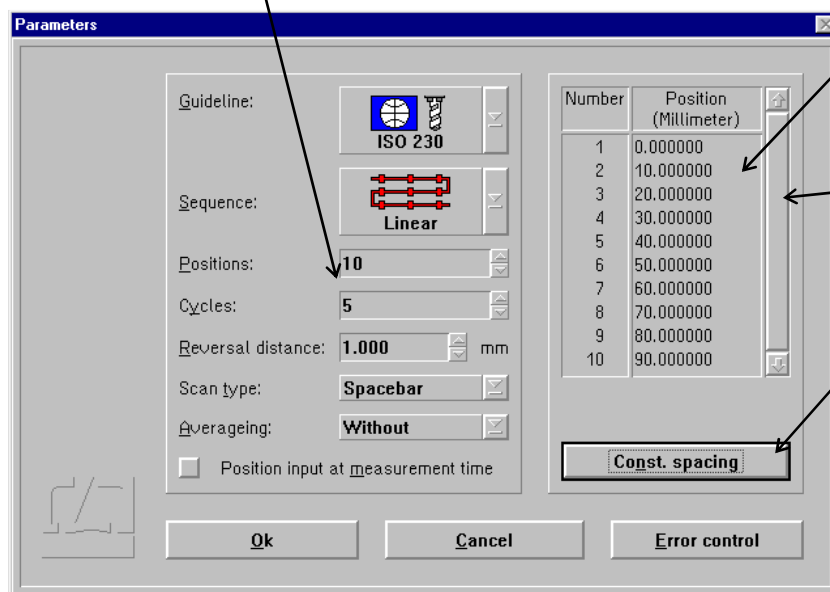 Parameters
Guideline:
ISO 230
Sequence:
Linear
Positions: 10
Cycles: 5
Reversal distance: 1.000 mm
Scan type: Spacebar
Averageing: Without
Position input at measurement time
Number Position
(Millimeter)
1 0.000000
2 10.000000
3 20.000000
4 30.000000
5 40.000000
6 50.000000
7 60.000000
8 70.000000
9 80.000000
10 90.000000
Const. spacing
Ok Cancel Error control